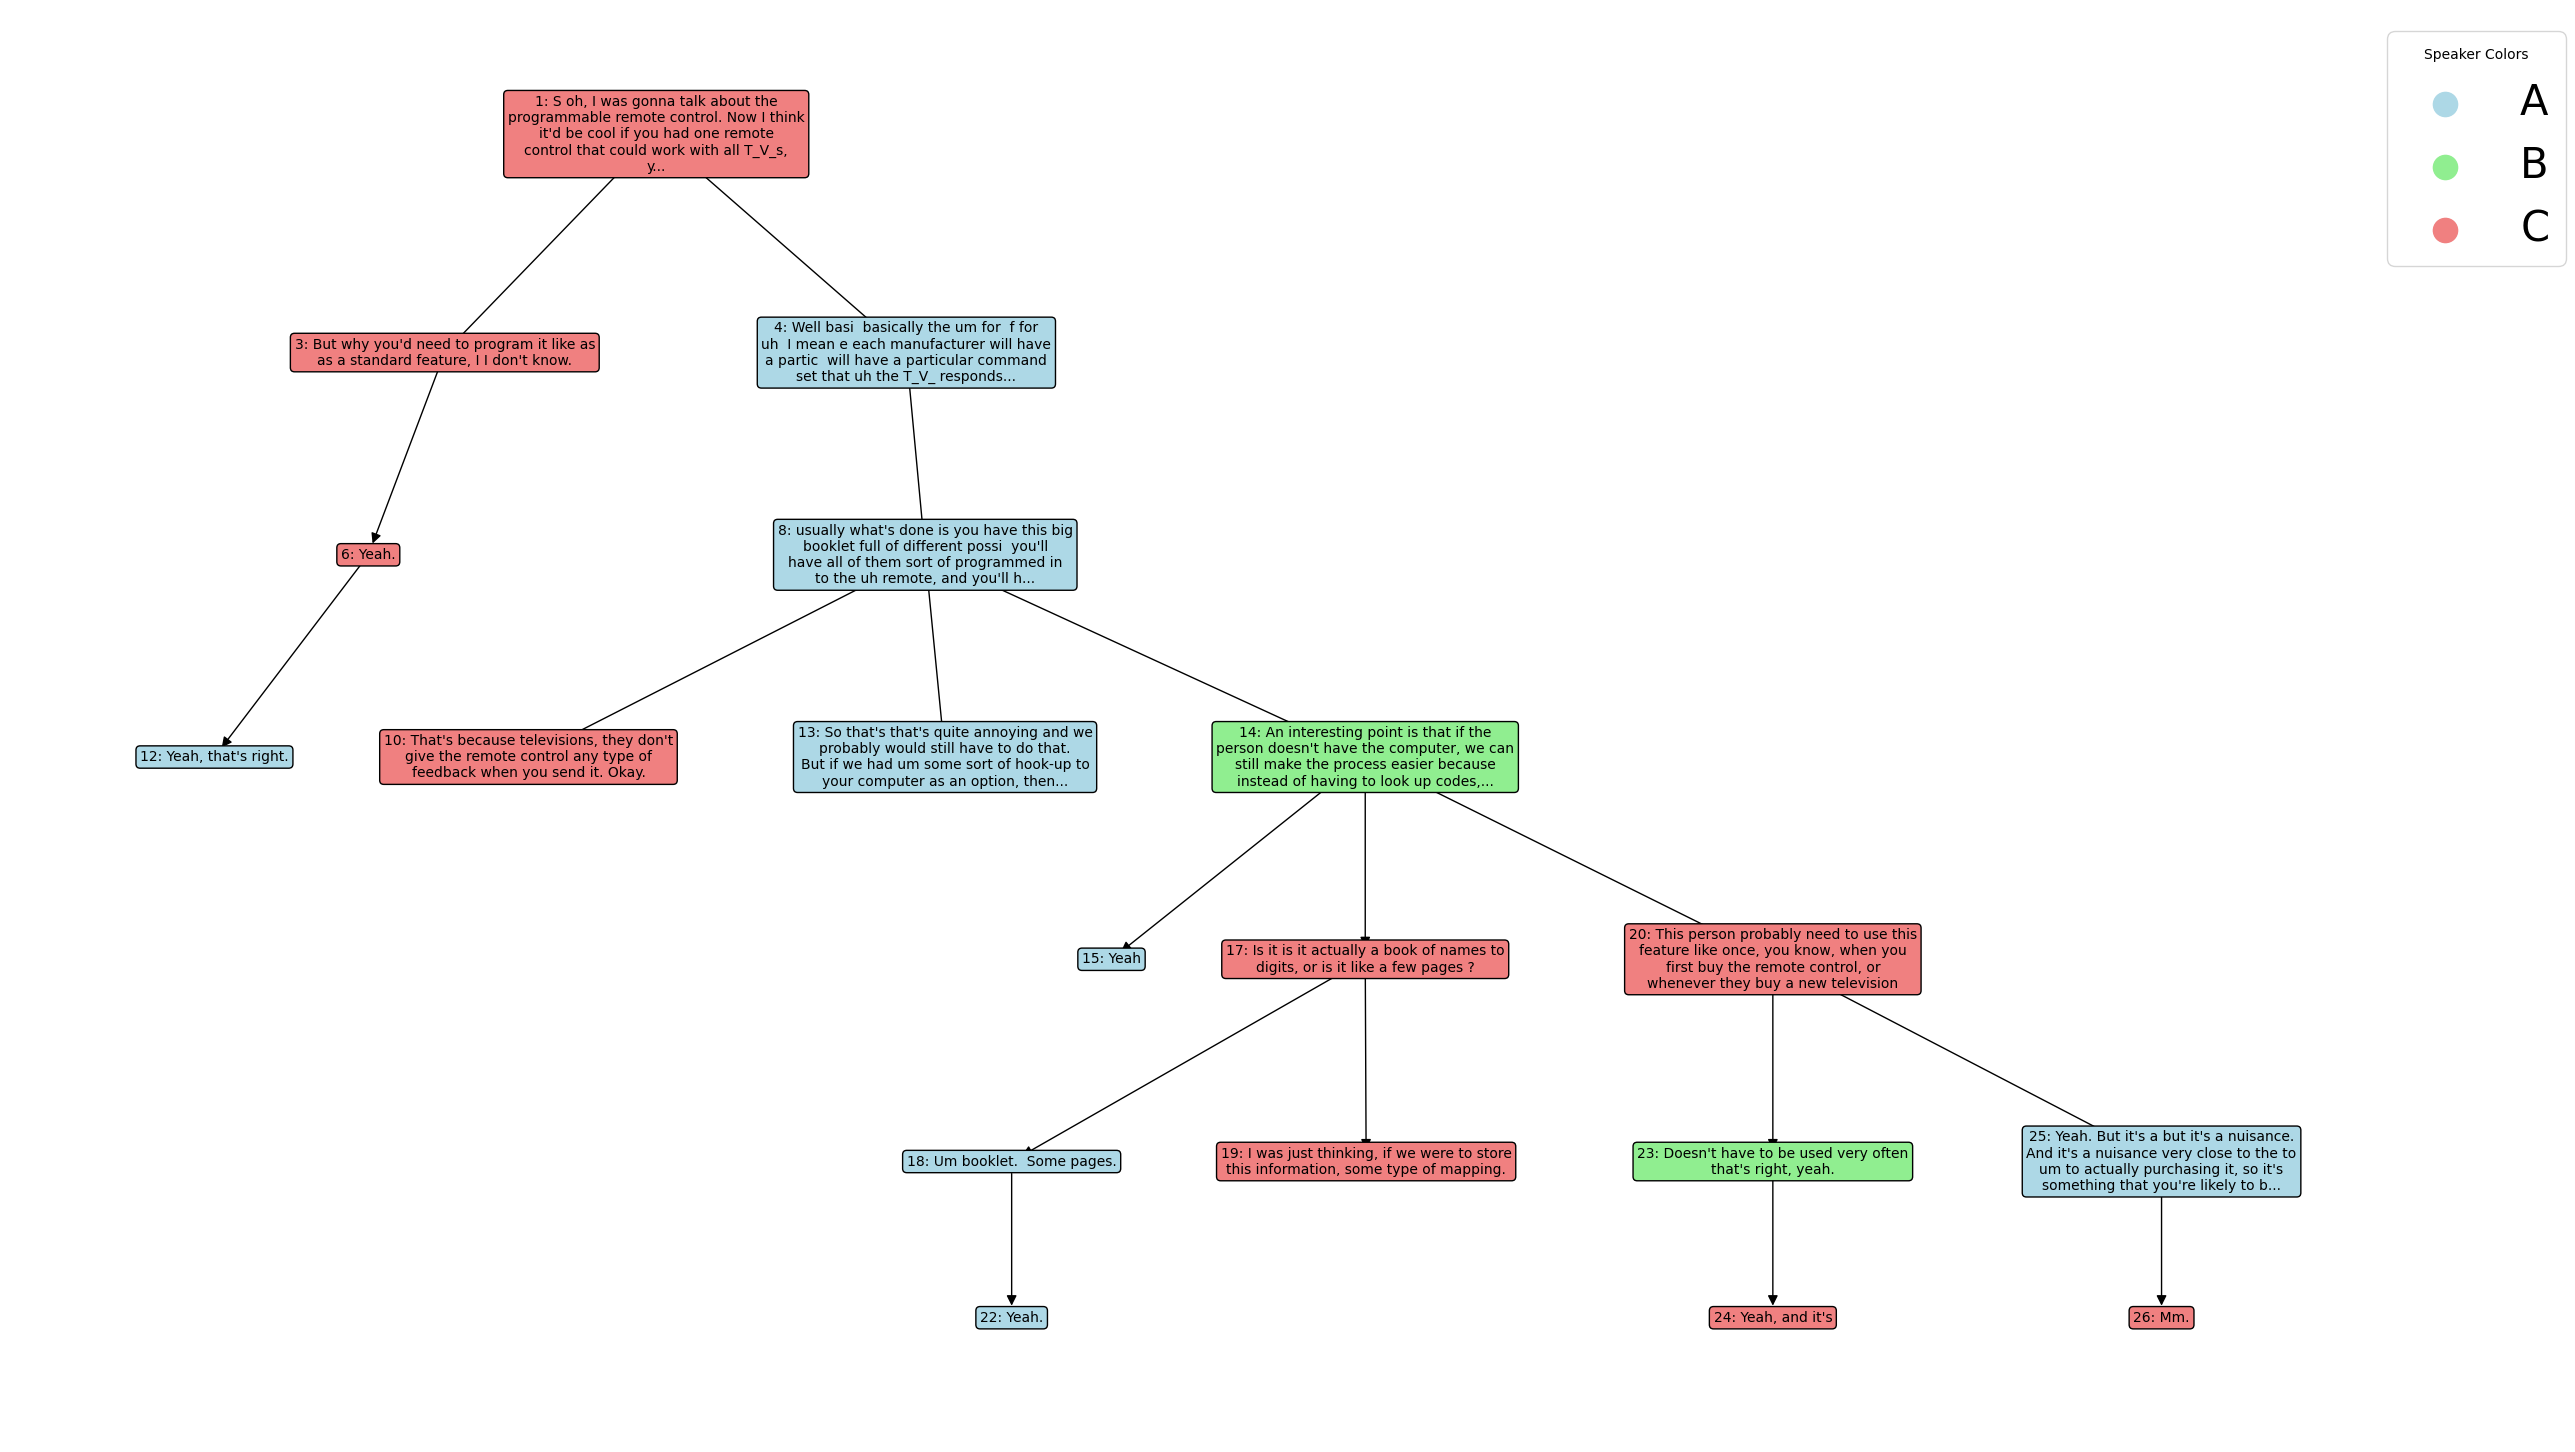 Speaker Colors
A
B
C
1: S oh, I was gonna talk about the
programmable remote control. Now I think
it'd be cool if you had one remote
control that could work with all T_V_s,
y...
3: But why you'd need to program it like as
as a standard feature, I I don't know.
4: Well basi  basically the um for  f for
uh  I mean e each manufacturer will have
a partic  will have a particular command
set that uh the T_V_ responds...
6: Yeah.
8: usually what's done is you have this big
booklet full of different possi  you'll
have all of them sort of programmed in
to the uh remote, and you'll h...
12: Yeah, that's right.
10: That's because televisions, they don't
give the remote control any type of
feedback when you send it. Okay.
13: So that's that's quite annoying and we
probably would still have to do that.
But if we had um some sort of hook-up to
your computer as an option, then...
14: An interesting point is that if the
person doesn't have the computer, we can
still make the process easier because
instead of having to look up codes,...
15: Yeah
17: Is it is it actually a book of names to
digits, or is it like a few pages ?
20: This person probably need to use this
feature like once, you know, when you
first buy the remote control, or
whenever they buy a new television
18: Um booklet.  Some pages.
19: I was just thinking, if we were to store
this information, some type of mapping.
23: Doesn't have to be used very often
that's right, yeah.
25: Yeah. But it's a but it's a nuisance.
And it's a nuisance very close to the to
um to actually purchasing it, so it's
something that you're likely to b...
22: Yeah.
24: Yeah, and it's
26: Mm.